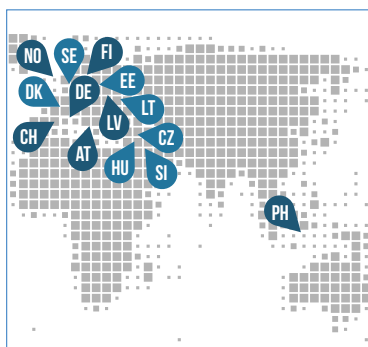 NO SE FI
DK DE EE
LT
CH LV
AT CZ
HU SI
PH